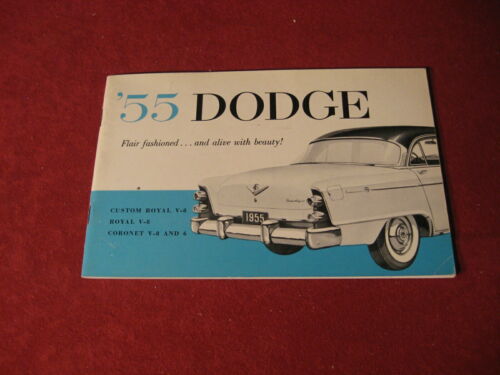 '55 DODGE
Flair fashioned... and alive with beauty!
CUSTOM ROYAL V-8
ROYAL V-8
CORONET V-8 AND 6
1955